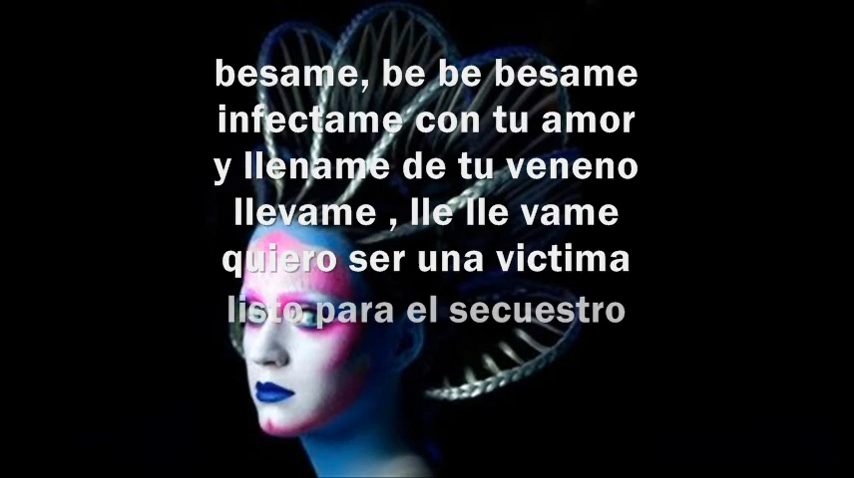 besame, be be besame
infectame con tu amor
y llename de tu veneno
llevame , lle lle vame
quiero ser una victima
listo para el secuestro